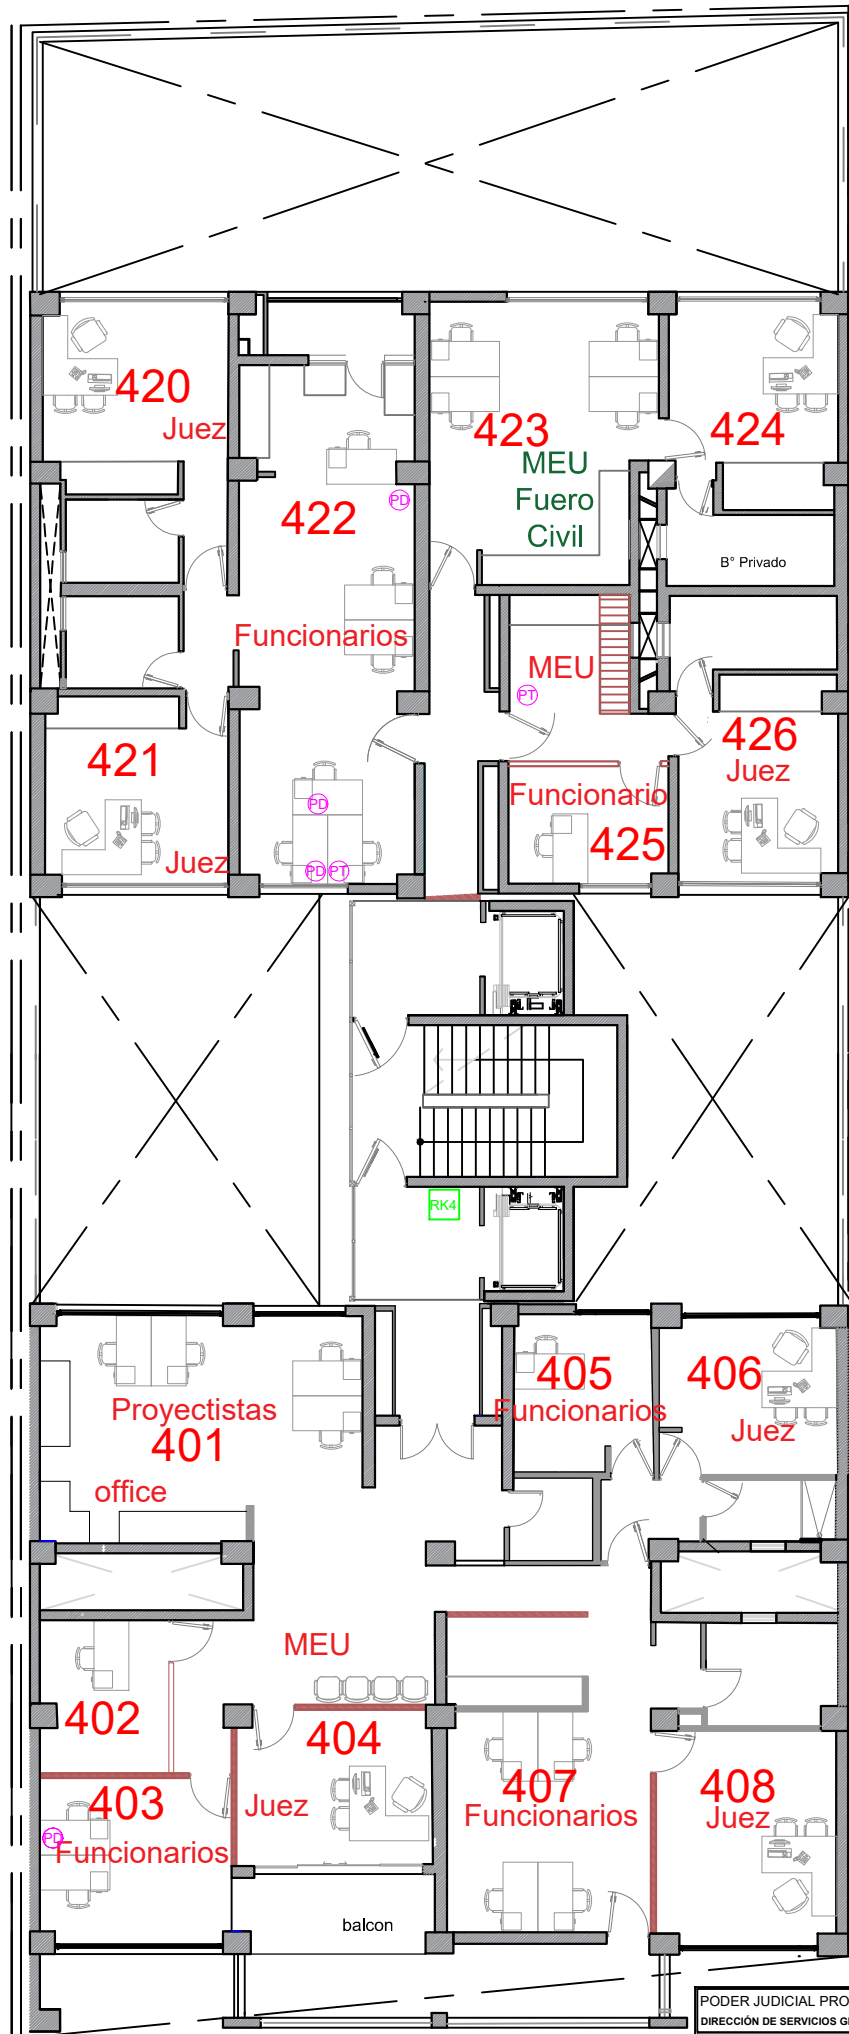 420
Juez
423
MEU
Fuero
Civil
424
422
PD
B° Privado
Funcionarios
MEU
PT
421
Juez
426
Juez
Funcionario
425
PD
PD
PT
RK4
Proyectistas
401
office
405
Funcionarios
406
Juez
MEU
402
404
Juez
403
Funcionarios
PD
407
Funcionarios
408
Juez
balcon
PODER JUDICIAL PRO
DIRECCIÓN DE SERVICIOS